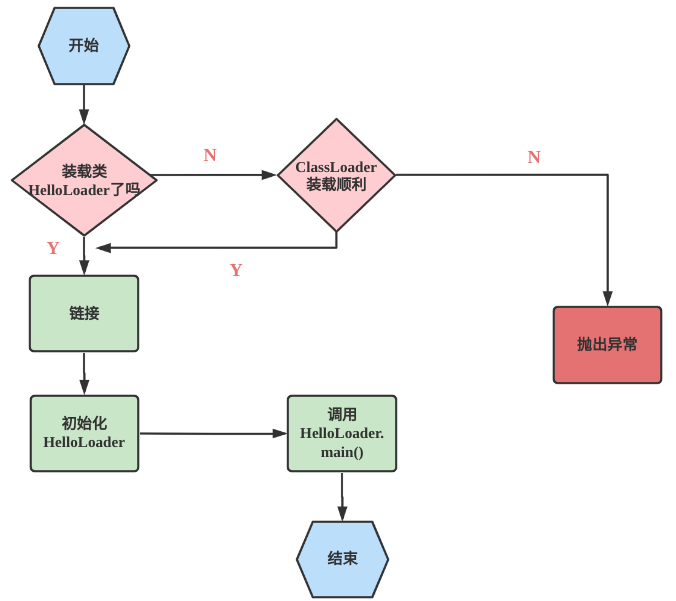 开始
装载类
HelloLoader了吗
N
ClassLoader
装载顺利
N
Y
Y
链接
抛出异常
初始化
HelloLoader
调用
HelloLoader.
main()
结束